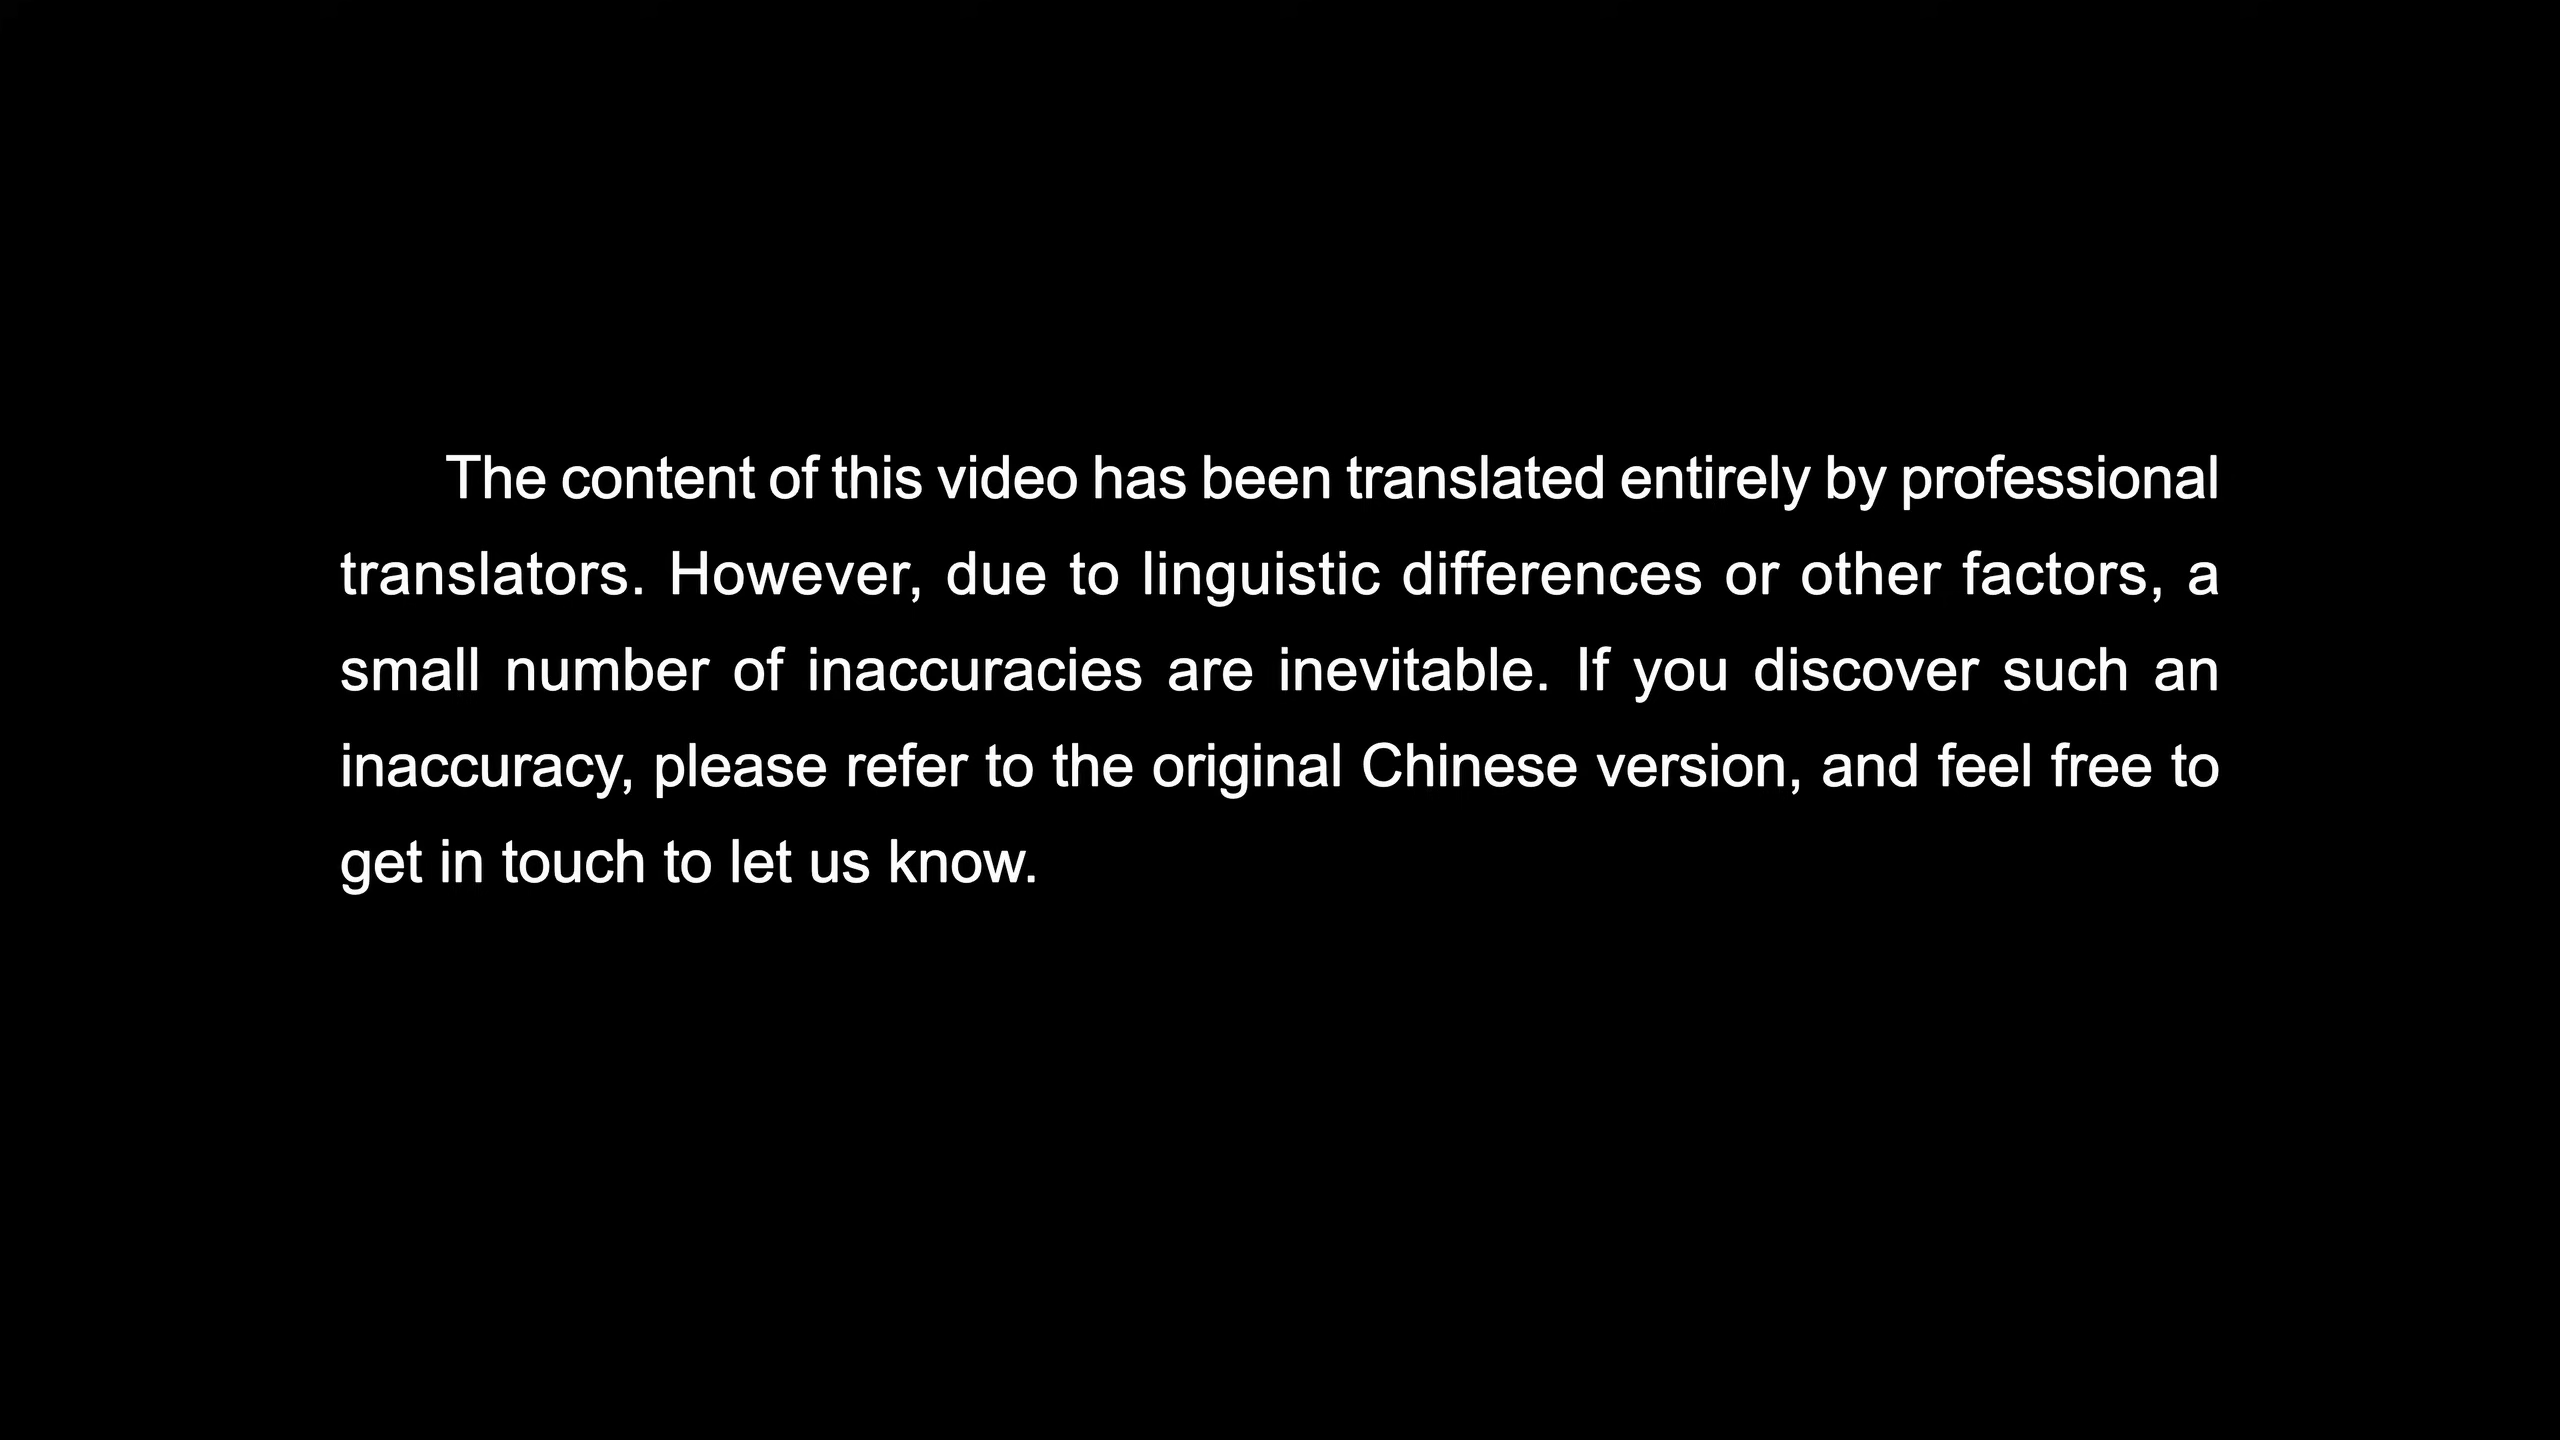 The content of this video has been translated entirely by professional
translators. However, due to linguistic differences or other factors, a
small number of inaccuracies are inevitable. If you discover such an
inaccuracy, please refer to the original Chinese version, and feel free to
get in touch to let us know.